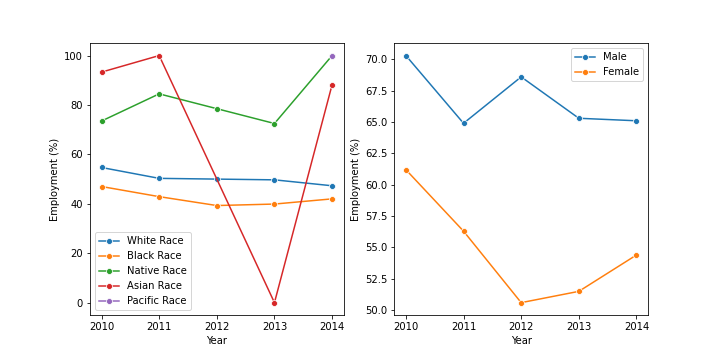 100
80
60
40
20
0
Employment (%)
White Race
Black Race
Native Race
Asian Race
Pacific Race
2010 2011 2012 2013 2014
Year
70.0
67.5
65.0
62.5
60.0
57.5
55.0
52.5
50.0
Employment (%)
Male
Female
2010 2011 2012 2013 2014
Year